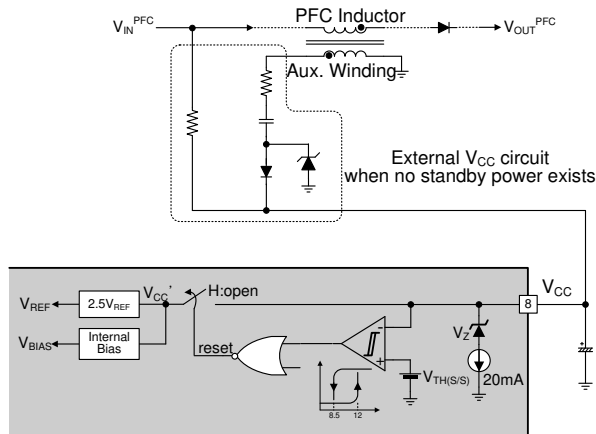 PFC Inductor
V_IN^PFC
V_OUT^PFC
Aux. Winding
External V_CC circuit
when no standby power exists
V_CC
8
V_REF
2.5V_REF
V_CC'
H:open
V_BIAS
Internal
Bias
reset
-
+
V_TH(S/S)
V_Z
20mA
8.5 12
+